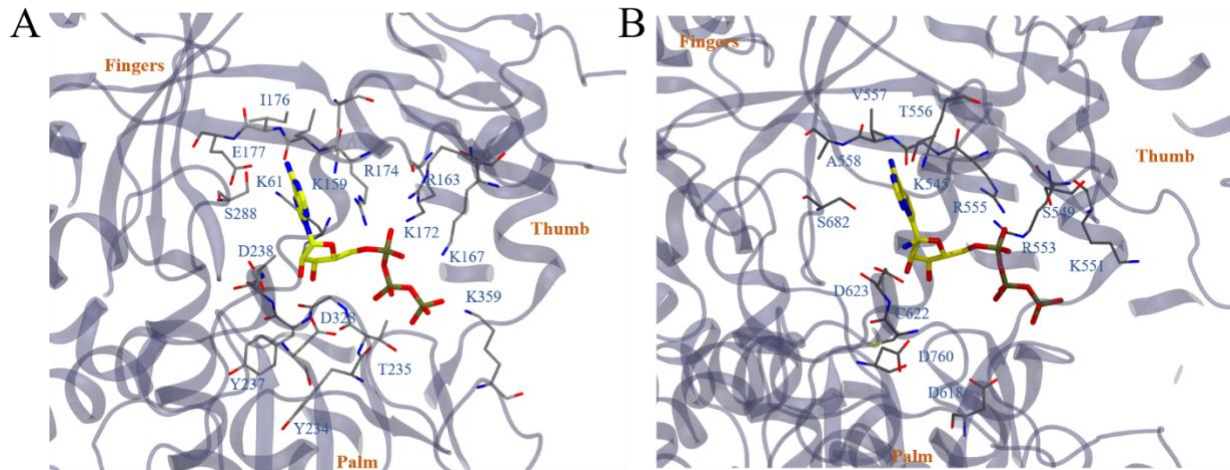 A
Fingers
I176
E177
K61
K159
R174
R163
S288
K172
Thumb
D238
K167
K359
D328
Y237
T235
Y234
Palm
B
Fingers
V557
T556
Thumb
A558
K545
S682
R555
S549
R553
K551
D623
C622
D760
D618
Palm